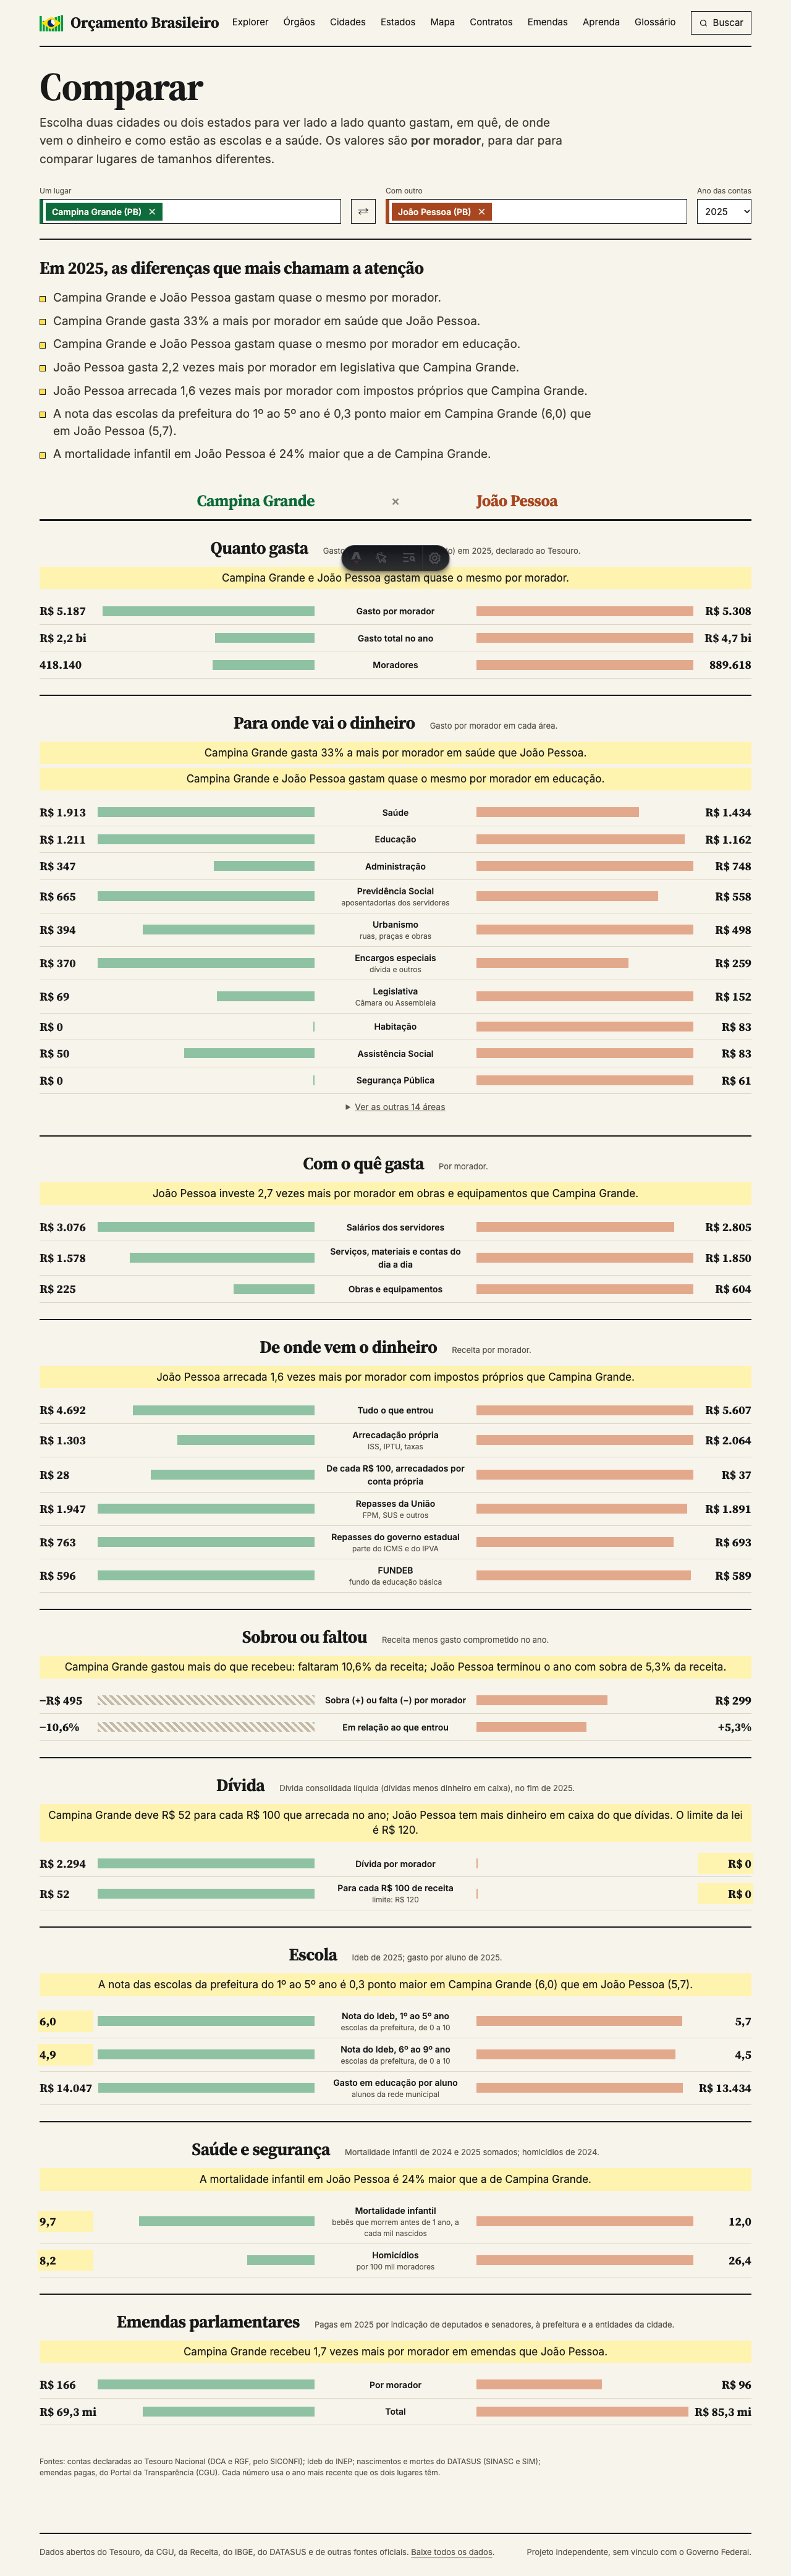 Orçamento Brasileiro
Explorer
Órgãos
Cidades
Estados
Mapa
Contratos
Emendas
Aprenda
Glossário
Buscar
Comparar
Escolha duas cidades ou dois estados para ver lado a lado quanto gastam, em quê, de onde
vem o dinheiro e como estão as escolas e a saúde. Os valores são por morador, para dar para
comparar lugares de tamanhos diferentes.
Um lugar
Com outro
Ano das contas
Campina Grande (PB) ✕
⇄
João Pessoa (PB) ✕
2025
Em 2025, as diferenças que mais chamam a atenção
Campina Grande e João Pessoa gastam quase o mesmo por morador.
Campina Grande gasta 33% a mais por morador em saúde que João Pessoa.
Campina Grande e João Pessoa gastam quase o mesmo por morador em educação.
João Pessoa gasta 2,2 vezes mais por morador em legislativa que Campina Grande.
João Pessoa arrecada 1,6 vezes mais por morador com impostos próprios que Campina Grande.
A nota das escolas da prefeitura do 1º ao 5º ano é 0,3 ponto maior em Campina Grande (6,0) que
em João Pessoa (5,7).
A mortalidade infantil em João Pessoa é 24% maior que a de Campina Grande.
Campina Grande × João Pessoa
Quanto gasta em 2025, declarado ao Tesouro.
Campina Grande e João Pessoa gastam quase o mesmo por morador.
R$ 5.187 Gasto por morador R$ 5.308
R$ 2,2 bi Gasto total no ano R$ 4,7 bi
418.140 Moradores 889.618
Para onde vai o dinheiro Gasto por morador em cada área.
Campina Grande gasta 33% a mais por morador em saúde que João Pessoa.
Campina Grande e João Pessoa gastam quase o mesmo por morador em educação.
R$ 1.913 Saúde R$ 1.434
R$ 1.211 Educação R$ 1.162
R$ 347 Administração R$ 748
R$ 665 Previdência Social R$ 558
aposentadorias dos servidores
R$ 394 Urbanismo R$ 498
ruas, praças e obras
R$ 370 Encargos especiais R$ 259
dívida e outros
R$ 69 Legislativa R$ 152
Câmara ou Assembleia
R$ 0 Habitação R$ 83
R$ 50 Assistência Social R$ 83
R$ 0 Segurança Pública R$ 61
▶ Ver as outras 14 áreas
Com o quê gasta Por morador.
João Pessoa investe 2,7 vezes mais por morador em obras e equipamentos que Campina Grande.
R$ 3.076 Salários dos servidores R$ 2.805
R$ 1.578 Serviços, materiais e contas do R$ 1.850
dia a dia
R$ 225 Obras e equipamentos R$ 604
De onde vem o dinheiro Receita por morador.
João Pessoa arrecada 1,6 vezes mais por morador com impostos próprios que Campina Grande.
R$ 4.692 Tudo o que entrou R$ 5.607
R$ 1.303 Arrecadação própria R$ 2.064
ISS, IPTU, taxas
R$ 28 De cada R$ 100, arrecadados por R$ 37
conta própria
R$ 1.947 Repasses da União R$ 1.891
FPM, SUS e outros
R$ 763 Repasses do governo estadual R$ 693
parte do ICMS e do IPVA
R$ 596 FUNDEB R$ 589
fundo da educação básica
Sobrou ou faltou Receita menos gasto comprometido no ano.
Campina Grande gastou mais do que recebeu: faltaram 10,6% da receita; João Pessoa terminou o ano com sobra de 5,3% da receita.
−R$ 495 Sobra (+) ou falta (−) por morador R$ 299
−10,6% Em relação ao que entrou +5,3%
Dívida Dívida consolidada líquida (dívidas menos dinheiro em caixa), no fim de 2025.
Campina Grande deve R$ 52 para cada R$ 100 que arrecada no ano; João Pessoa tem mais dinheiro em caixa do que dívidas. O limite da lei
é R$ 120.
R$ 2.294 Dívida por morador R$ 0
R$ 52 Para cada R$ 100 de receita R$ 0
limite: R$ 120
Escola Ideb de 2025; gasto por aluno de 2025.
A nota das escolas da prefeitura do 1º ao 5º ano é 0,3 ponto maior em Campina Grande (6,0) que em João Pessoa (5,7).
6,0 Nota do Ideb, 1º ao 5º ano 5,7
escolas da prefeitura, de 0 a 10
4,9 Nota do Ideb, 6º ao 9º ano 4,5
escolas da prefeitura, de 0 a 10
R$ 14.047 Gasto em educação por aluno R$ 13.434
alunos da rede municipal
Saúde e segurança Mortalidade infantil de 2024 e 2025 somados; homicídios de 2024.
A mortalidade infantil em João Pessoa é 24% maior que a de Campina Grande.
9,7 Mortalidade infantil 12,0
bebês que morrem antes de 1 ano, a
cada mil nascidos
8,2 Homicídios 26,4
por 100 mil moradores
Emendas parlamentares Pagas em 2025 por indicação de deputados e senadores, à prefeitura e a entidades da cidade.
Campina Grande recebeu 1,7 vezes mais por morador em emendas que João Pessoa.
R$ 166 Por morador R$ 96
R$ 69,3 mi Total R$ 85,3 mi
Fontes: contas declaradas ao Tesouro Nacional (DCA e RGF, pelo SICONFI); Ideb do INEP; nascimentos e mortes do DATASUS (SINASC e SIM);
emendas pagas, do Portal da Transparência (CGU). Cada número usa o ano mais recente que os dois lugares têm.
Dados abertos do Tesouro, da CGU, da Receita, do IBGE, do DATASUS e de outras fontes oficiais. Baixe todos os dados.
Projeto independente, sem vínculo com o Governo Federal.